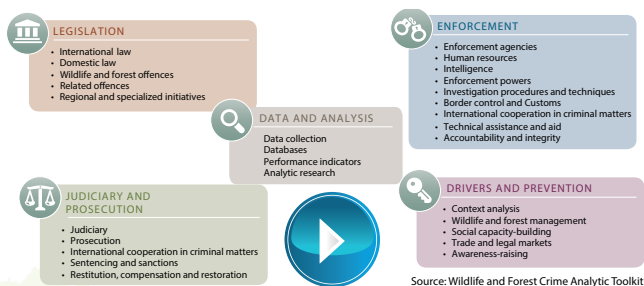 LEGISLATION
• International law
• Domestic law
• Wildlife and forest offences
• Related offences
• Regional and specialized initiatives
ENFORCEMENT
• Enforcement agencies
• Human resources
• Intelligence
• Enforcement powers
• Investigation procedures and techniques
• Border control and Customs
• International cooperation in criminal matters
• Technical assistance and aid
• Accountability and integrity
DATA AND ANALYSIS
Data collection
Databases
Performance indicators
Analytic research
JUDICIARY AND
PROSECUTION
• Judiciary
• Prosecution
• International cooperation in criminal matters
• Sentencing and sanctions
• Restitution, compensation and restoration
DRIVERS AND PREVENTION
• Context analysis
• Wildlife and forest management
• Social capacity-building
• Trade and legal markets
• Awareness-raising
Source: Wildlife and Forest Crime Analytic Toolkit